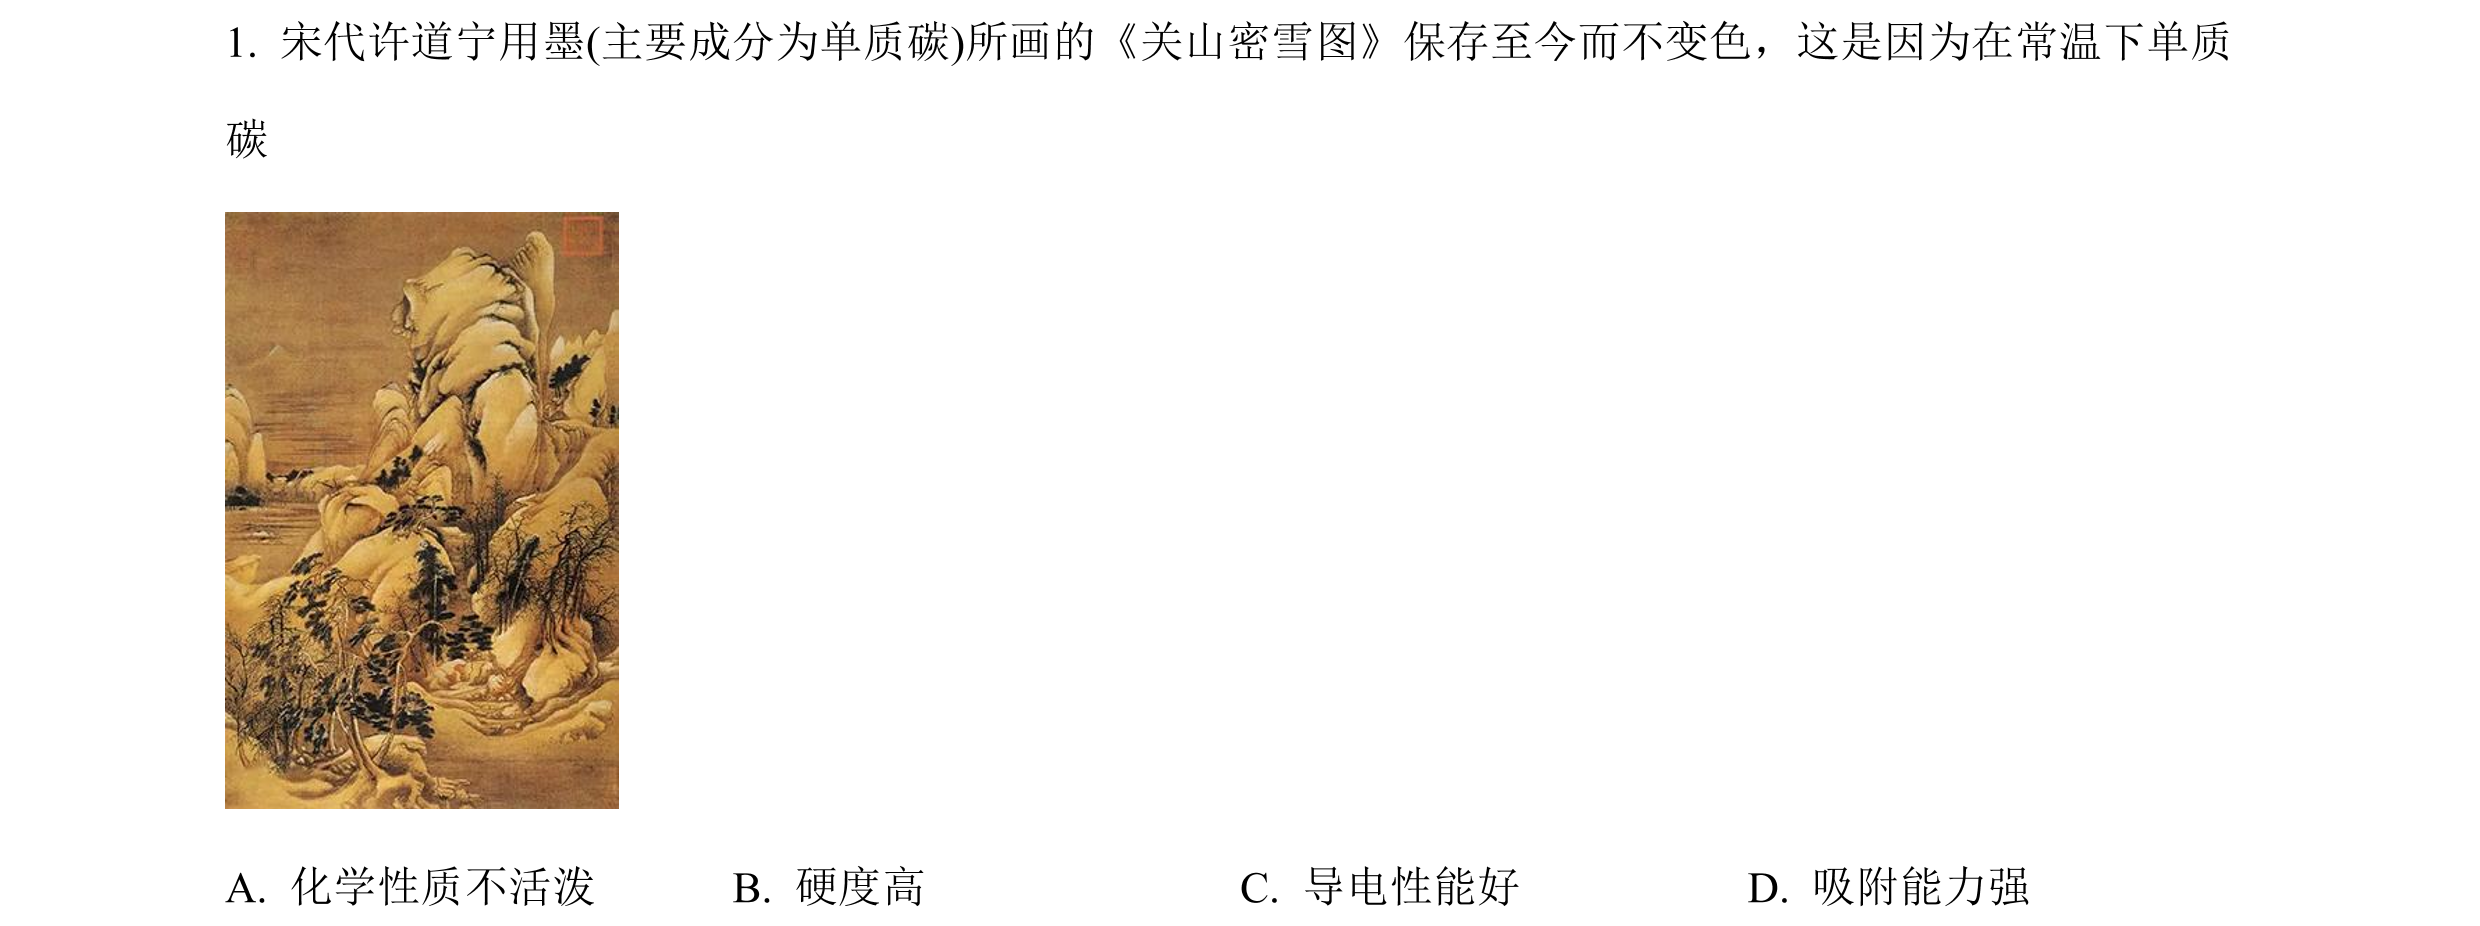 1. 宋代许道宁用墨(主要成分为单质碳)所画的《关山密雪图》保存至今而不变色，这是因为在常温下单质
碳
A. 化学性质不活泼 B. 硬度高 C. 导电性能好 D. 吸附能力强